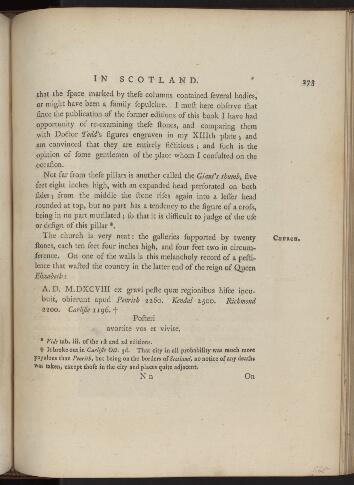 IN SCOTLAND. 273
that the ſpace marked by theſe columns contained ſeveral bodies,
or might have been a family ſepulchre. I muſt here obſerve that
ſince the publication of the former editions of this book I have had
opportunity of re-examining theſe ſtones, and comparing them
with Doctor Todd's figures engraven in my XIIIth plate; and
am convinced that they are entirely fictitious; and ſuch is the
opinion of ſome gentlemen of the place whom I conſulted on the
occaſion.
Not far from theſe pillars is another called the Giant's thumb, five
feet eight inches high, with an expanded head perforated on both
ſides; from the middle the ſtone riſes again into a leſſer head
rounded at top, but no part has a tendency to the figure of a croſs,
being in no part mutilated; ſo that it is difficult to judge of the uſe
or deſign of this pillar *.
The church is very neat: the galleries ſupported by twenty
CHURCH.
ſtones, each ten feet four inches high, and four feet two in circum-
ference. On one of the walls is this melancholy record of a peſti-
lence that waſted the country in the latter end of the reign of Queen
Elizabeth:
A. D. M.DXCVIII ex gravi peſte quæ regionibus hiſce incu-
buit, obierunt apud Penrith 2260. Kendal 2500. Richmond
2200. Carliſle 1196. †
Poſteri
avortite vos et vivite.
* Vide tab. iii. of the 1ſt and 2d editions.
† It broke out in Carliſle Oct. 3d. That city in all probability was much more
populous than Penrith, but being on the borders of Scotland, no notice of any deaths
was taken, except thoſe in the city and places quite adjacent.
N n On